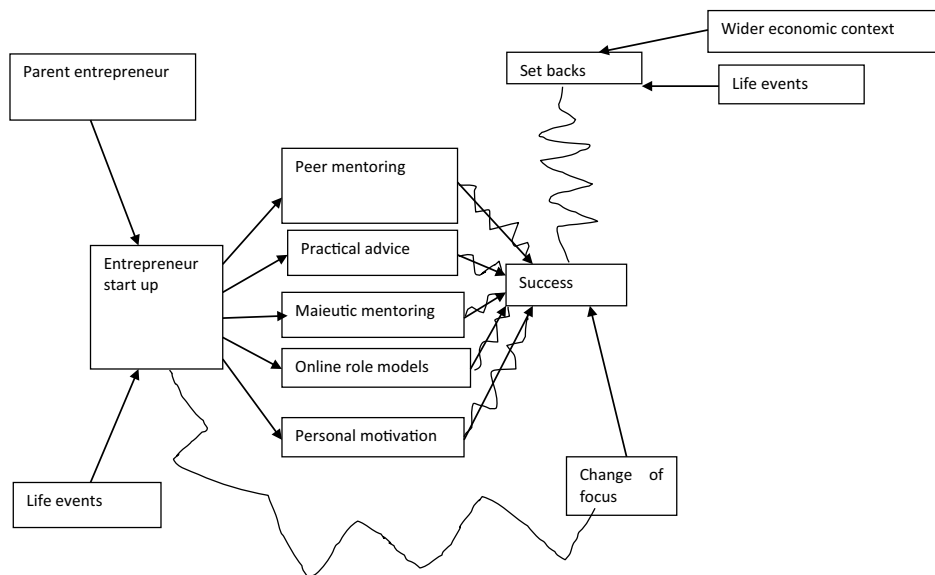 Wider economic context
Parent entrepreneur
Set backs
Life events
Peer mentoring
Practical advice
Entrepreneur
start up
Success
Maieutic mentoring
Online role models
Personal motivation
Change of
focus
Life events